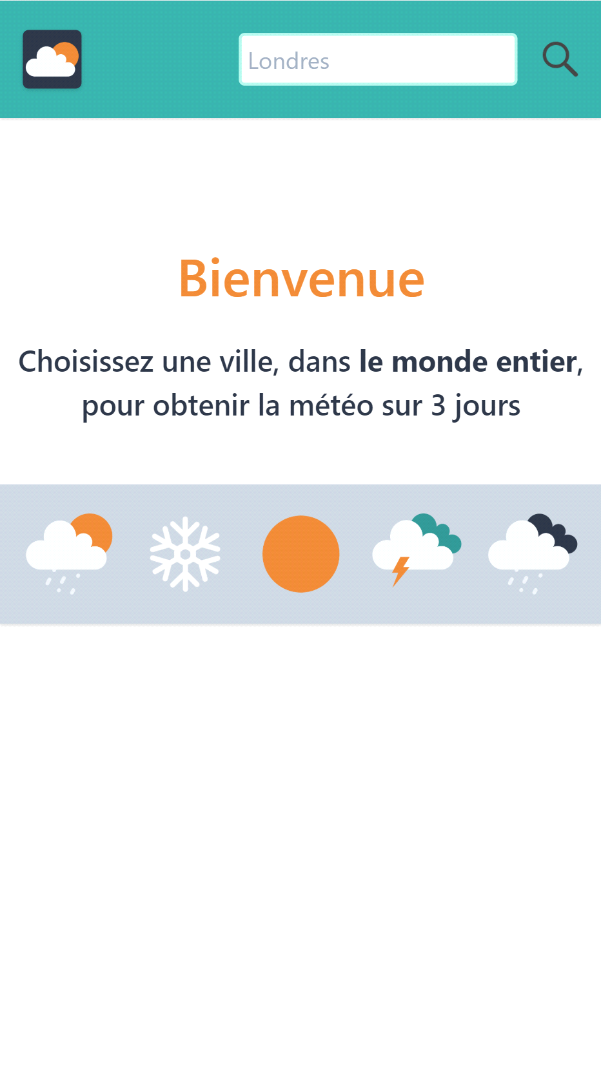 Londres
Bienvenue
Choisissez une ville, dans le monde entier,
pour obtenir la météo sur 3 jours